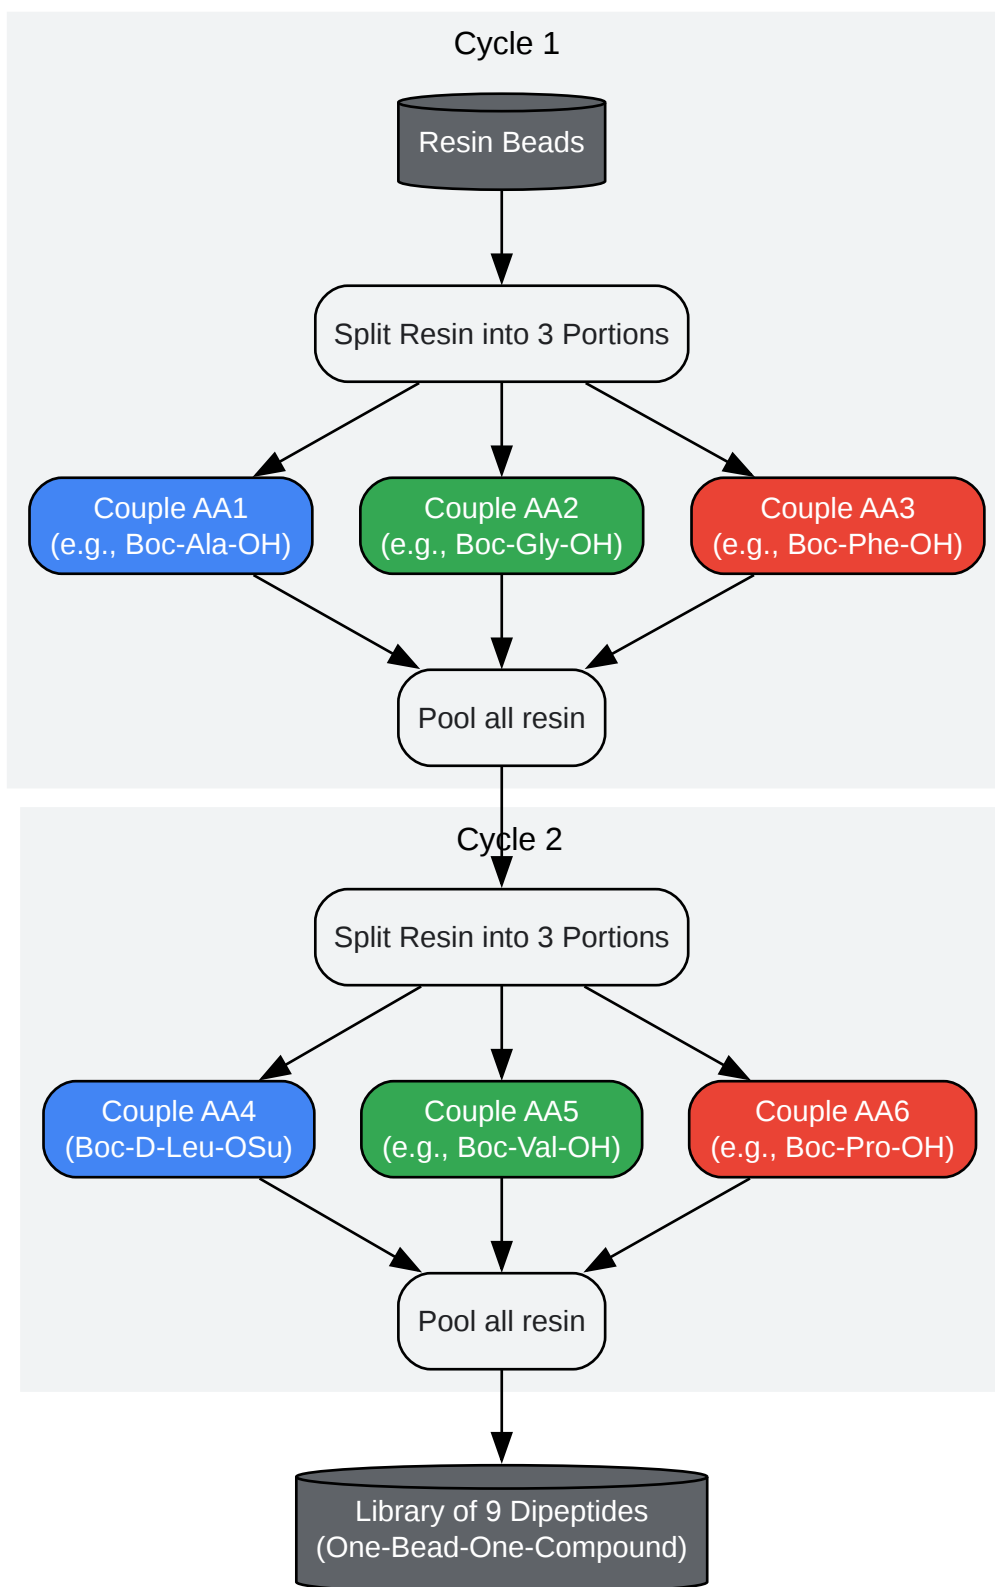 Cycle 1
Resin Beads
Split Resin into 3 Portions
Couple AA1
(e.g., Boc-Ala-OH)
Couple AA2
(e.g., Boc-Gly-OH)
Couple AA3
(e.g., Boc-Phe-OH)
Pool all resin
Cycle 2
Split Resin into 3 Portions
Couple AA4
(Boc-D-Leu-OSu)
Couple AA5
(e.g., Boc-Val-OH)
Couple AA6
(e.g., Boc-Pro-OH)
Pool all resin
Library of 9 Dipeptides
(One-Bead-One-Compound)